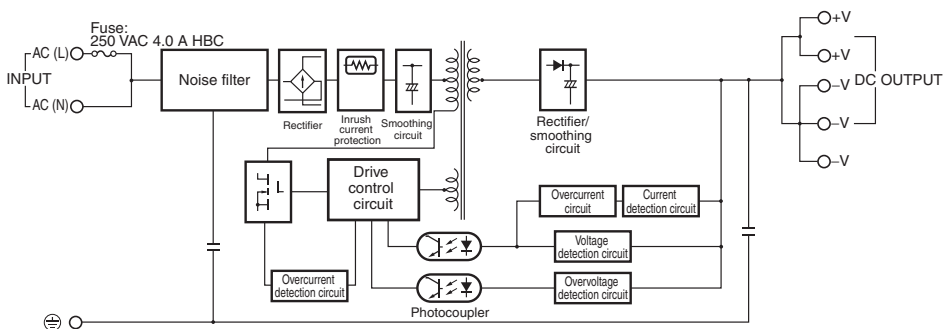 Fuse:
250 VAC 4.0 A HBC
AC (L)
INPUT
AC (N)
Noise filter
Rectifier
Inrush
current
protection
Smoothing
circuit
Rectifier/
smoothing
circuit
+V
+V
DC OUTPUT
–V
–V
–V
Drive
control
circuit
Overcurrent
circuit
Current
detection circuit
Voltage
detection circuit
Overcurrent
detection circuit
Overvoltage
detection circuit
Photocoupler